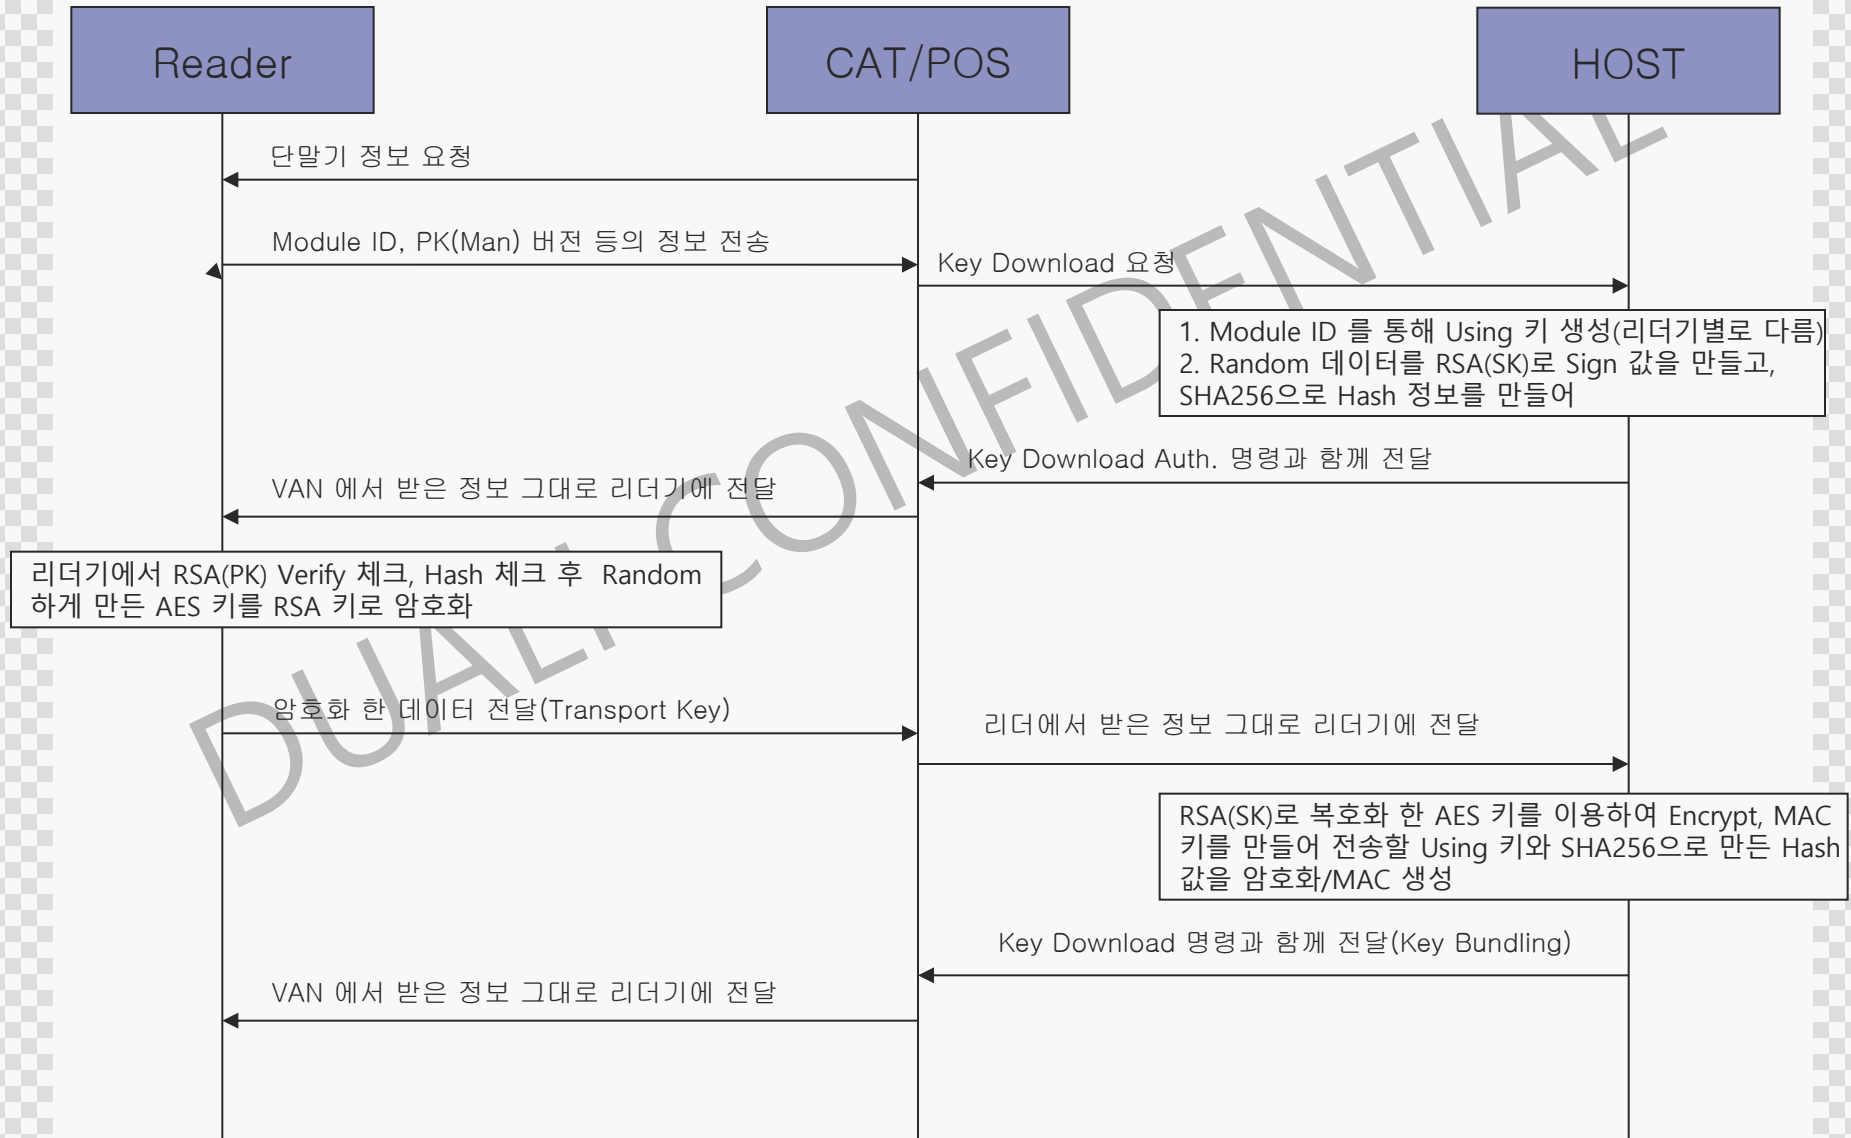 Reader
CAT/POS
HOST
단말기 정보 요청
Module ID, PK(Man) 버전 등의 정보 전송
Key Download 요청
1. Module ID 를 통해 Using 키 생성(리더기별로 다름)
2. Random 데이터를 RSA(SK)로 Sign 값을 만들고,
SHA256으로 Hash 정보를 만들어
Key Download Auth. 명령과 함께 전달
VAN 에서 받은 정보 그대로 리더기에 전달
리더기에서 RSA(PK) Verify 체크, Hash 체크 후 Random
하게 만든 AES 키를 RSA 키로 암호화
암호화 한 데이터 전달(Transport Key)
리더에서 받은 정보 그대로 리더기에 전달
RSA(SK)로 복호화 한 AES 키를 이용하여 Encrypt, MAC
키를 만들어 전송할 Using 키와 SHA256으로 만든 Hash
값을 암호화/MAC 생성
Key Download 명령과 함께 전달(Key Bundling)
VAN 에서 받은 정보 그대로 리더기에 전달
DUALi CONFIDENTIAL